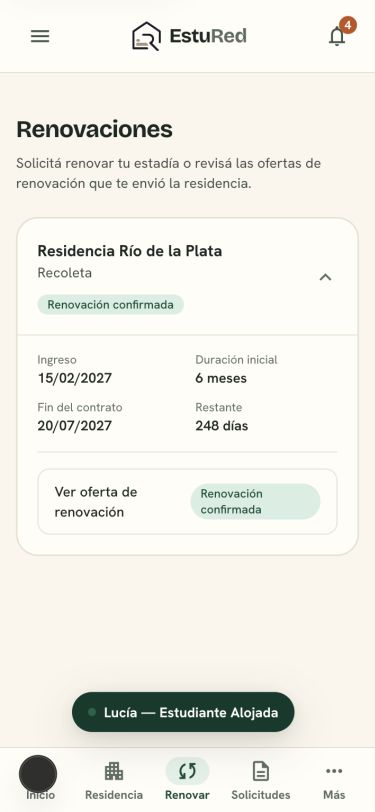 EstuRed
4
Renovaciones
Solicitá renovar tu estadía o revisá las ofertas de
renovación que te envió la residencia.
Residencia Río de la Plata
Recoleta
Renovación confirmada
Ingreso
15/02/2027
Duración inicial
6 meses
Fin del contrato
20/07/2027
Restante
248 días
Ver oferta de
renovación
Renovación
confirmada
Lucía — Estudiante Alojada
Inicio
Residencia
Renovar
Solicitudes
Más